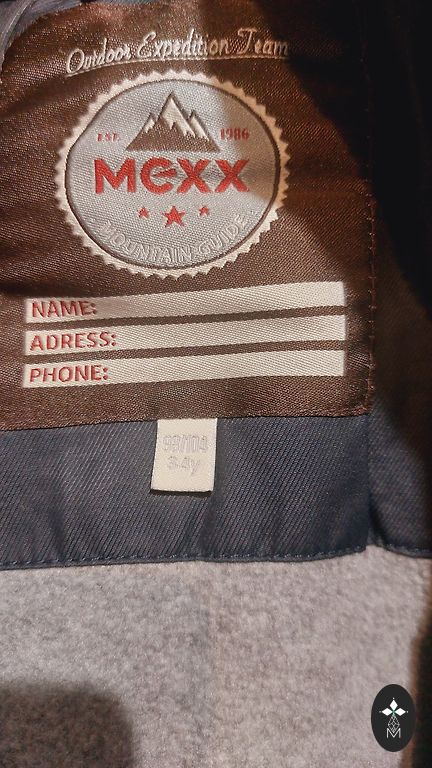 Outdoor Expedition Team
EST. 1986
MEXX
MOUNTAIN GUIDE
NAME:
ADRESS:
PHONE:
98/104
3-4y
M